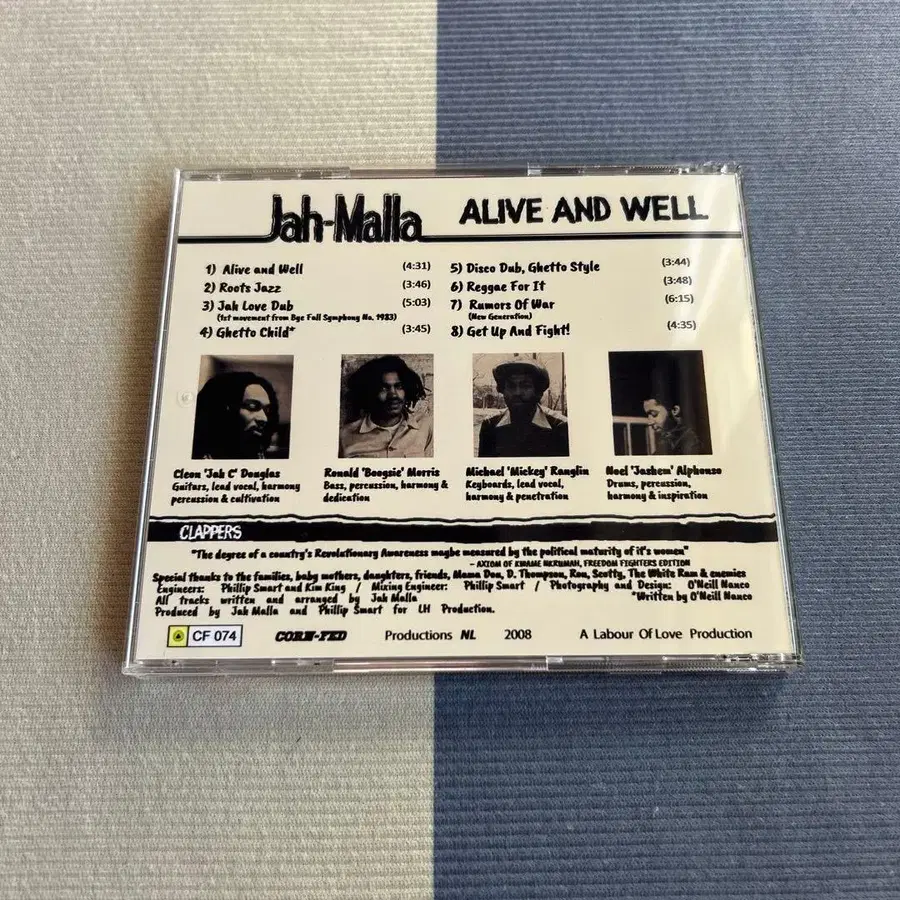 Jah-Malla ALIVE AND WELL
1) Alive and Well (4:31)
2) Roots Jazz (3:46)
3) Jah Love Dub (5:03)
(1st movement from Bye Fall Symphony No. 1983)
4) Ghetto Child* (3:45)
5) Disco Dub, Ghetto Style (3:44)
6) Reggae For It (3:48)
7) Rumors Of War (6:15)
(New Generation)
8) Get Up And Fight! (4:35)
Cleon 'Jah C' Douglas
Guitars, lead vocal, harmony
percussion & cultivation
Ronald 'Boogsie' Morris
Bass, percussion, harmony &
dedication
Michael 'Mickey' Ranglin
Keyboards, lead vocal,
harmony & penetration
Noel 'Jashem' Alphonso
Drums, percussion,
harmony & inspiration
CLAPPERS
"The degree of a country's Revolutionary Awareness maybe measured by the political maturity of it's women"
- AXIOM OF KWAME NKRUMAH, FREEDOM FIGHTERS EDITION
Special thanks to the families, baby mothers, daughters, friends, Mama Don, D. Thompson, Ron, Scotty, The White Ram & enemies
Engineers: Phillip Smart and Kim King / Mixing Engineer: Phillip Smart / Photography and Design: O'Neill Nanco
All tracks written and arranged by Jah Malla *Written by O'Neill Nanco
Produced by Jah Malla and Phillip Smart for LH Production.
CF 074 CORN-FED Productions NL 2008 A Labour Of Love Production